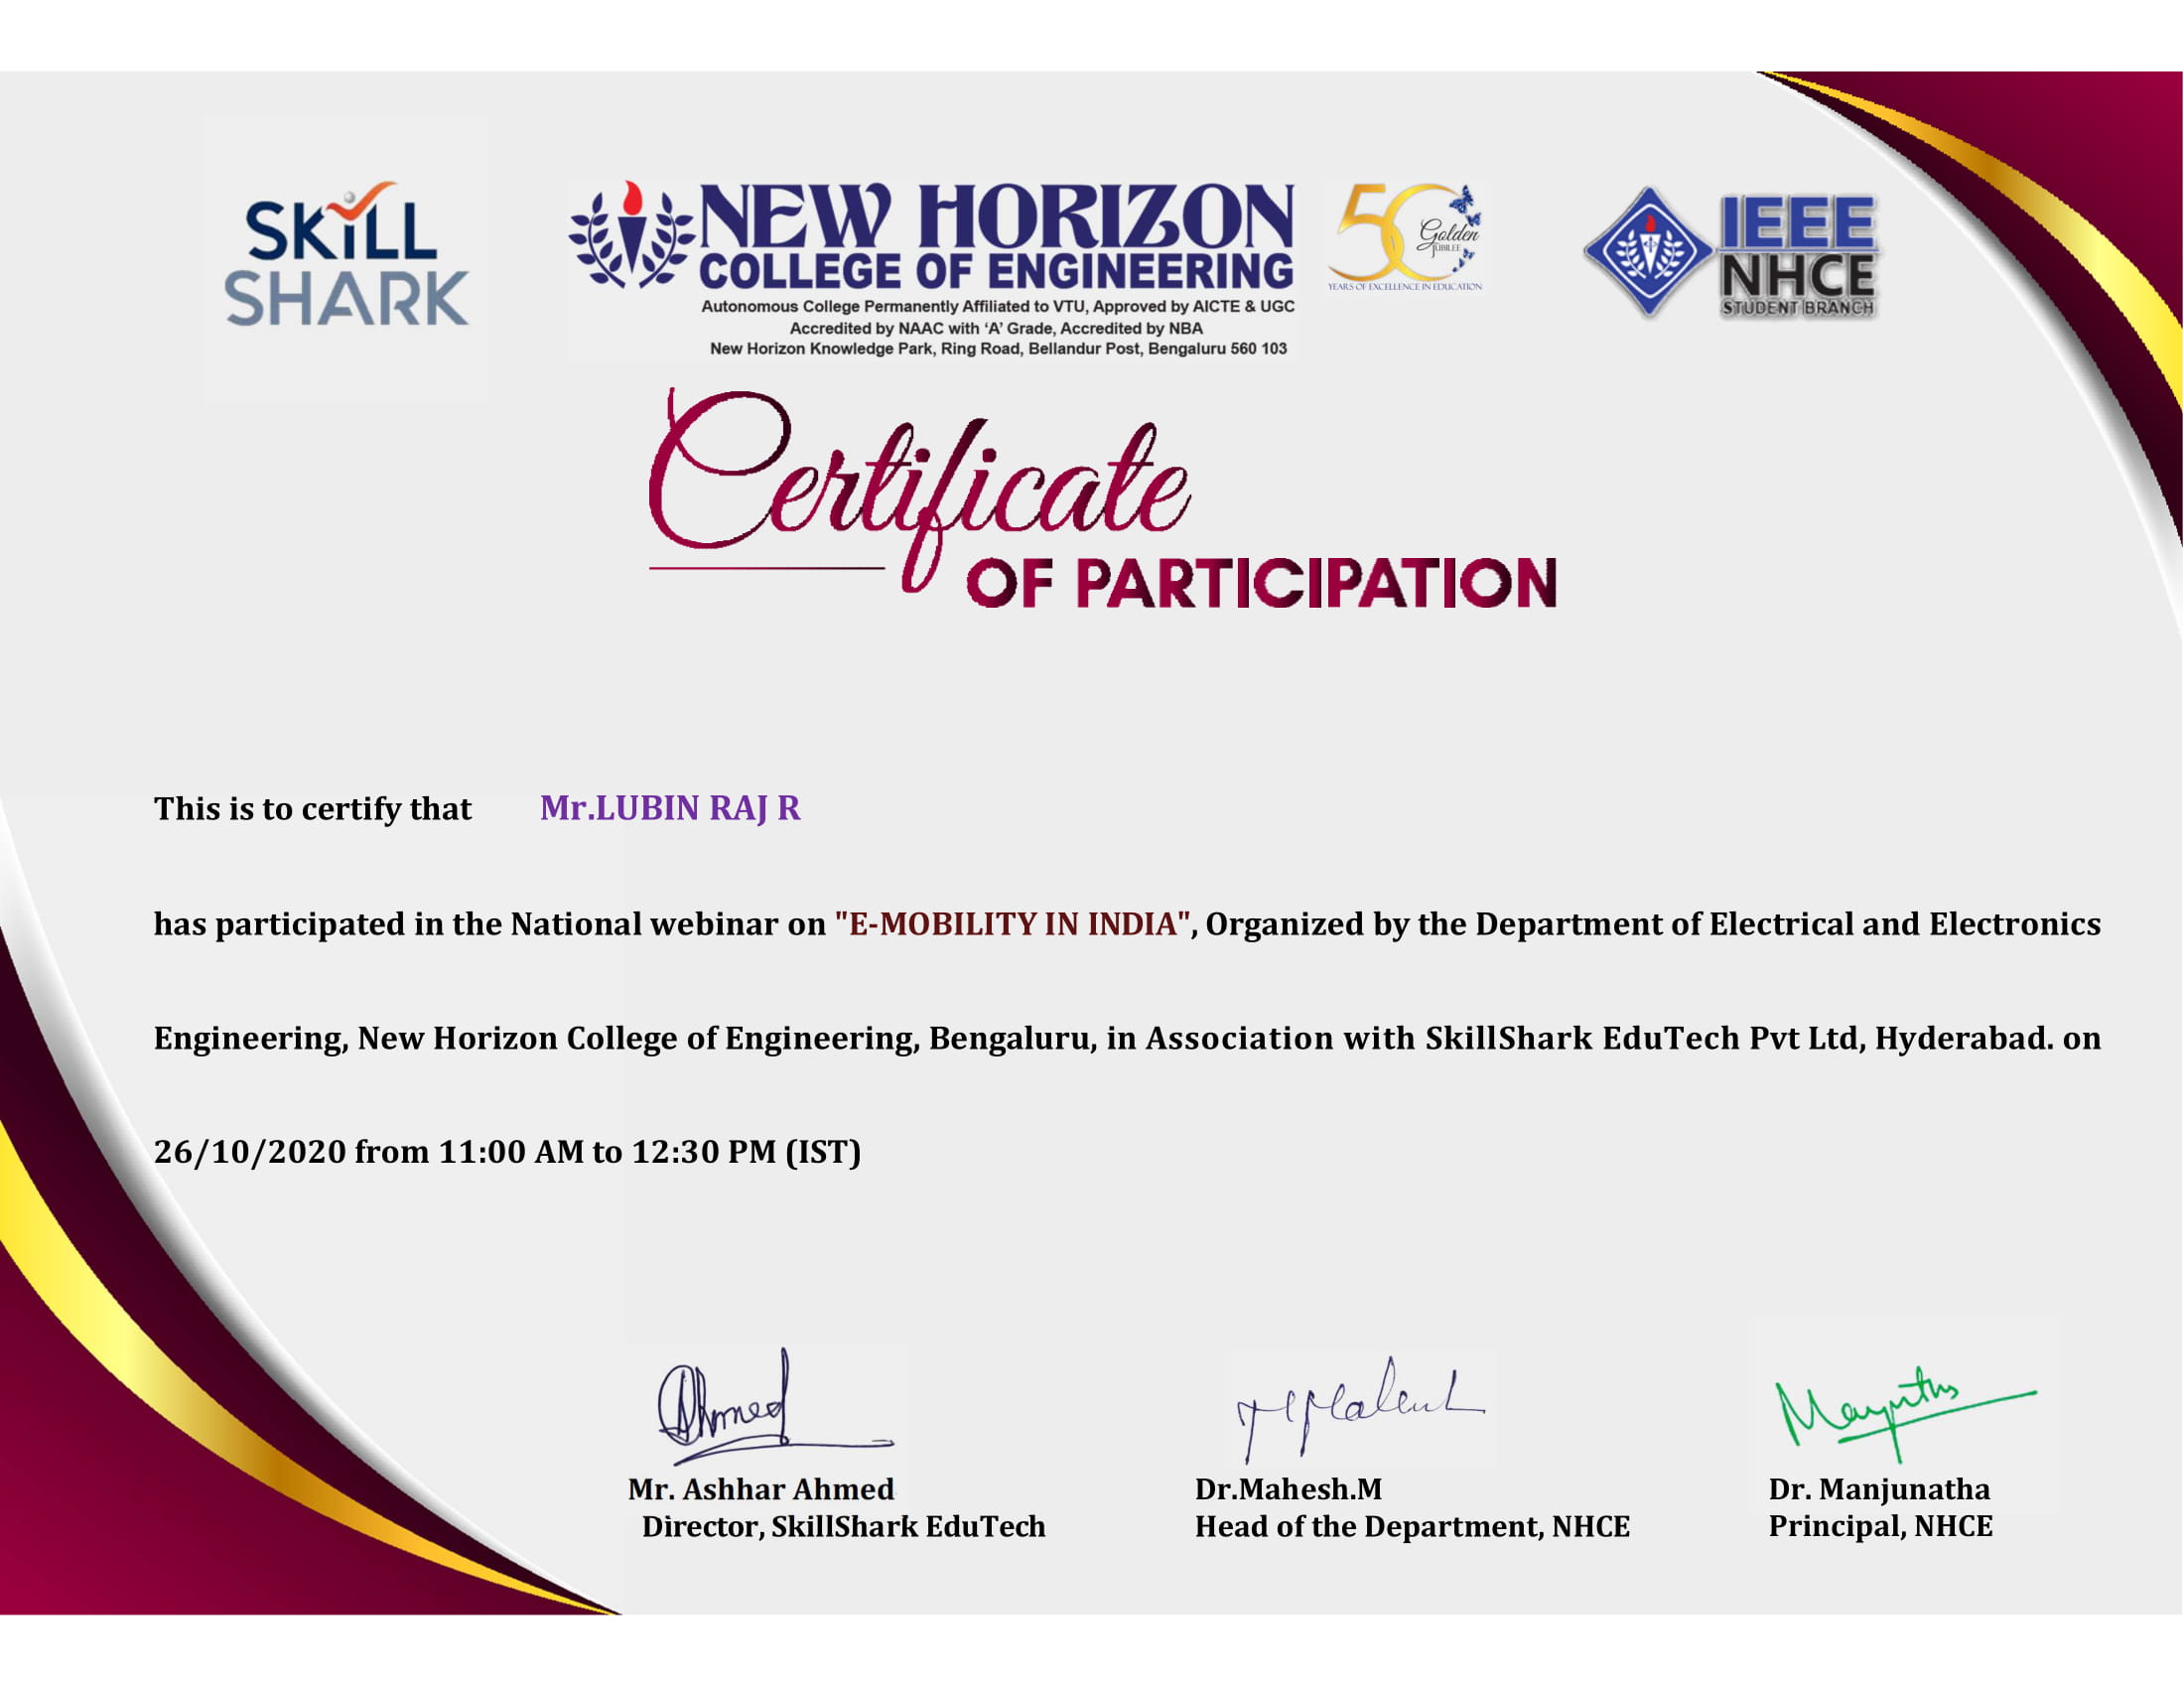 SKILL
SHARK
NEW HORIZON
COLLEGE OF ENGINEERING
Autonomous College Permanently Affiliated to VTU, Approved by AICTE & UGC
Accredited by NAAC with ‘A’ Grade, Accredited by NBA
New Horizon Knowledge Park, Ring Road, Bellandur Post, Bengaluru 560 103
50
Golden
JUBILEE
YEARS OF EXCELLENCE IN EDUCATION
IEEE
NHCE
STUDENT BRANCH
Certificate
OF PARTICIPATION
This is to certify that Mr.LUBIN RAJ R
has participated in the National webinar on "E-MOBILITY IN INDIA", Organized by the Department of Electrical and Electronics
Engineering, New Horizon College of Engineering, Bengaluru, in Association with SkillShark EduTech Pvt Ltd, Hyderabad. on
26/10/2020 from 11:00 AM to 12:30 PM (IST)
Ahmed
Mr. Ashhar Ahmed
Director, SkillShark EduTech
Dr.Mahesh.M
Head of the Department, NHCE
Dr. Manjunatha
Principal, NHCE